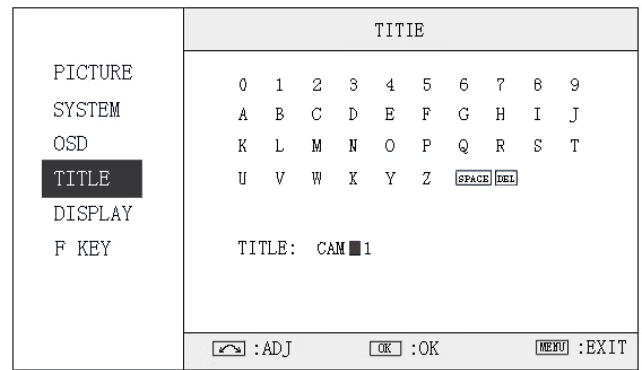 TITIE
PICTURE
SYSTEM
OSD
TITLE
DISPLAY
F KEY
0 1 2 3 4 5 6 7 8 9
A B C D E F G H I J
K L M N O P Q R S T
U V W X Y Z SPACE DEL
TITLE: CAM■1
:ADJ OK :OK MENU :EXIT